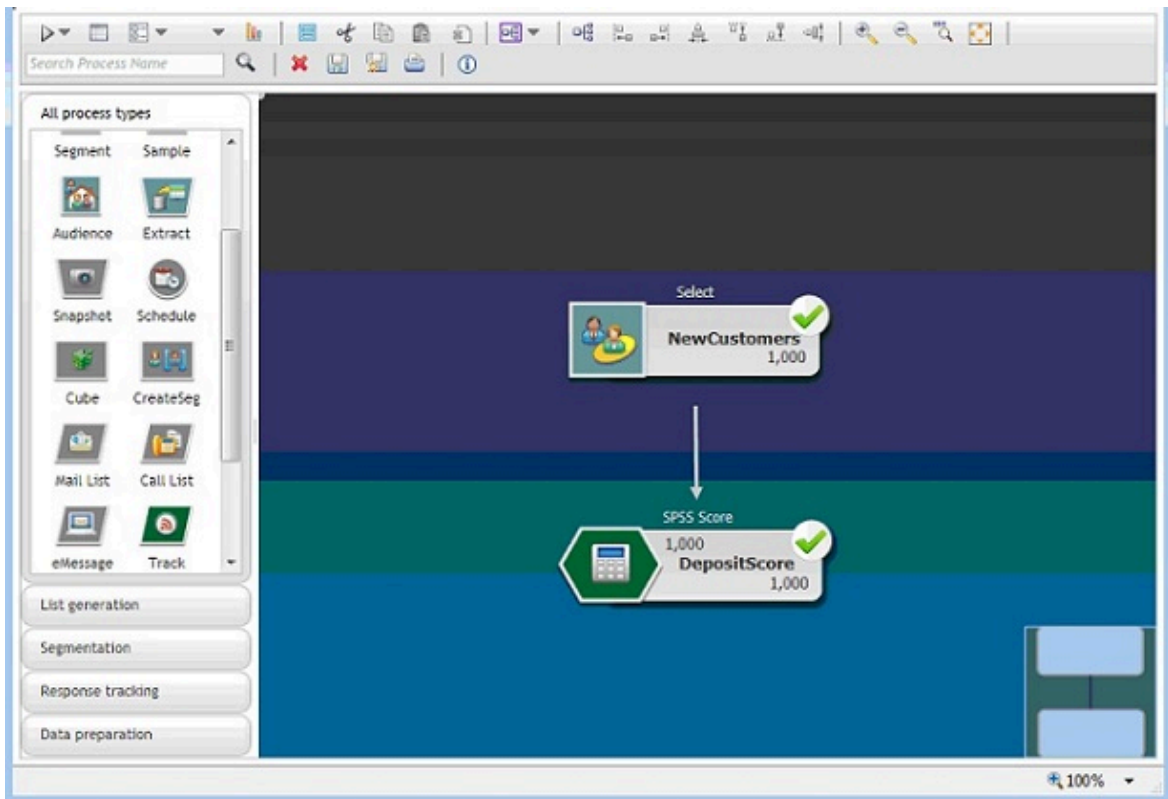 Search Process Name
All process types
Segment Sample
Audience Extract
Snapshot Schedule
Cube CreateSeg
Mail List Call List
eMessage Track
List generation
Segmentation
Response tracking
Data preparation
Select
NewCustomers
1,000
SPSS Score
1,000
DepositScore
1,000
100%